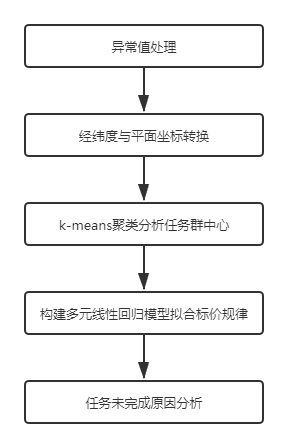 异常值处理
经纬度与平面坐标转换
k-means聚类分析任务群中心
构建多元线性回归模型拟合标价规律
任务未完成原因分析